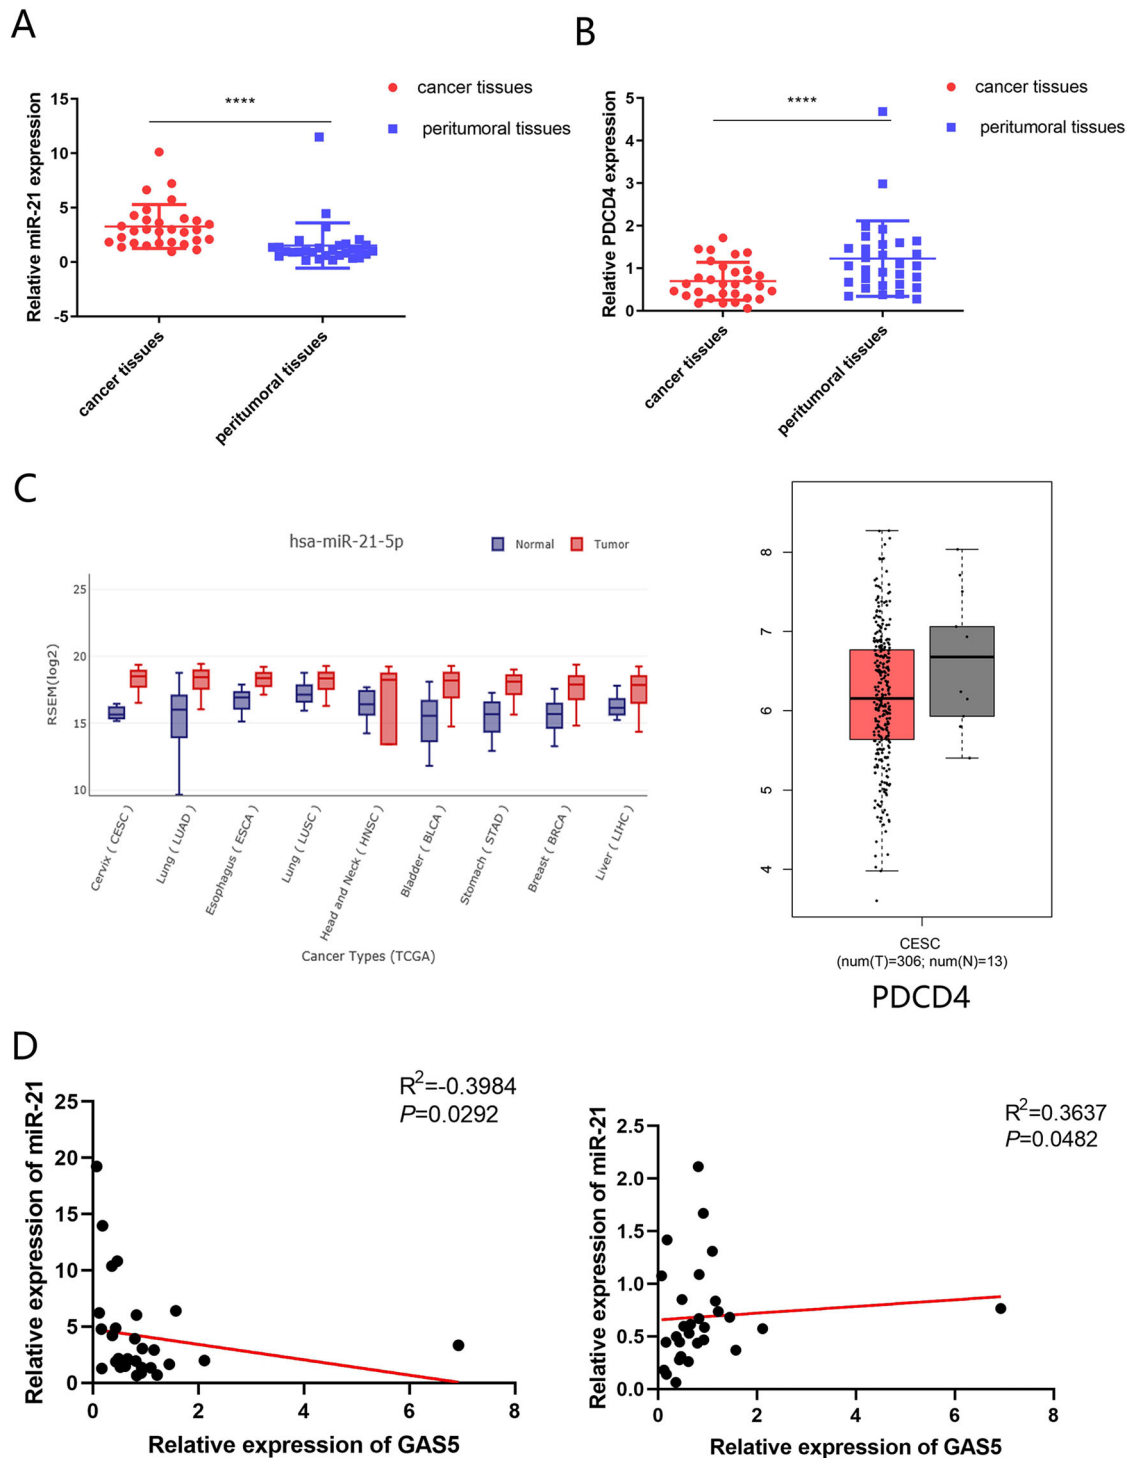 A
Relative miR-21 expression
15
10
5
0
-5
****
cancer tissues
peritumoral tissues
cancer tissues
peritumoral tissues
B
Relative PDCD4 expression
5
4
3
2
1
0
****
cancer tissues
peritumoral tissues
cancer tissues
peritumoral tissues
C
hsa-miR-21-5p
Normal
Tumor
RSEM(log2)
25
20
15
10
Cervix ( CESC )
Lung ( LUAD )
Esophagus ( ESCA )
Lung ( LUSC )
Head and Neck ( HNSC )
Bladder ( BLCA )
Stomach ( STAD )
Breast ( BRCA )
Liver ( LIHC )
Cancer Types (TCGA)
8
7
6
5
4
CESC
(num(T)=306; num(N)=13)
PDCD4
D
Relative expression of miR-21
25
20
15
10
5
0
R²=-0.3984
P=0.0292
0 2 4 6 8
Relative expression of GAS5
Relative expression of miR-21
2.5
2.0
1.5
1.0
0.5
0.0
R²=0.3637
P=0.0482
0 2 4 6 8
Relative expression of GAS5